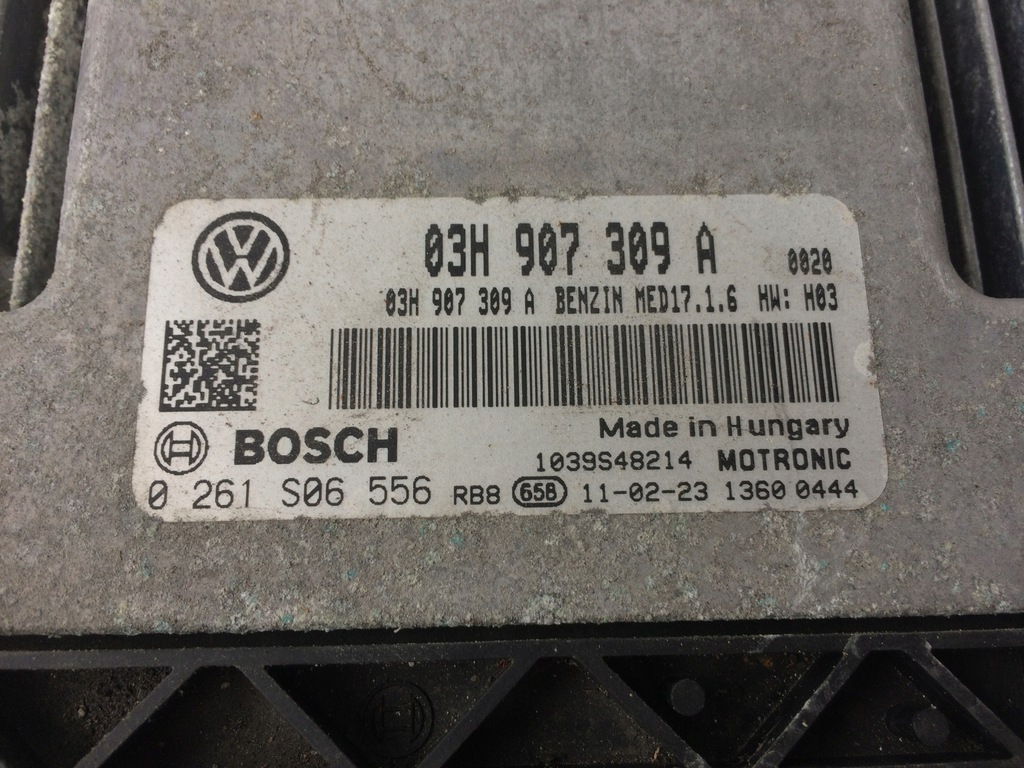 03H 907 309 A 0020
03H 907 309 A BENZIN MED17.1.6 HW: H03
Made in Hungary
BOSCH 1039S48214 MOTRONIC
0 261 S06 556 RB8 65B 11-02-23 1360 0444